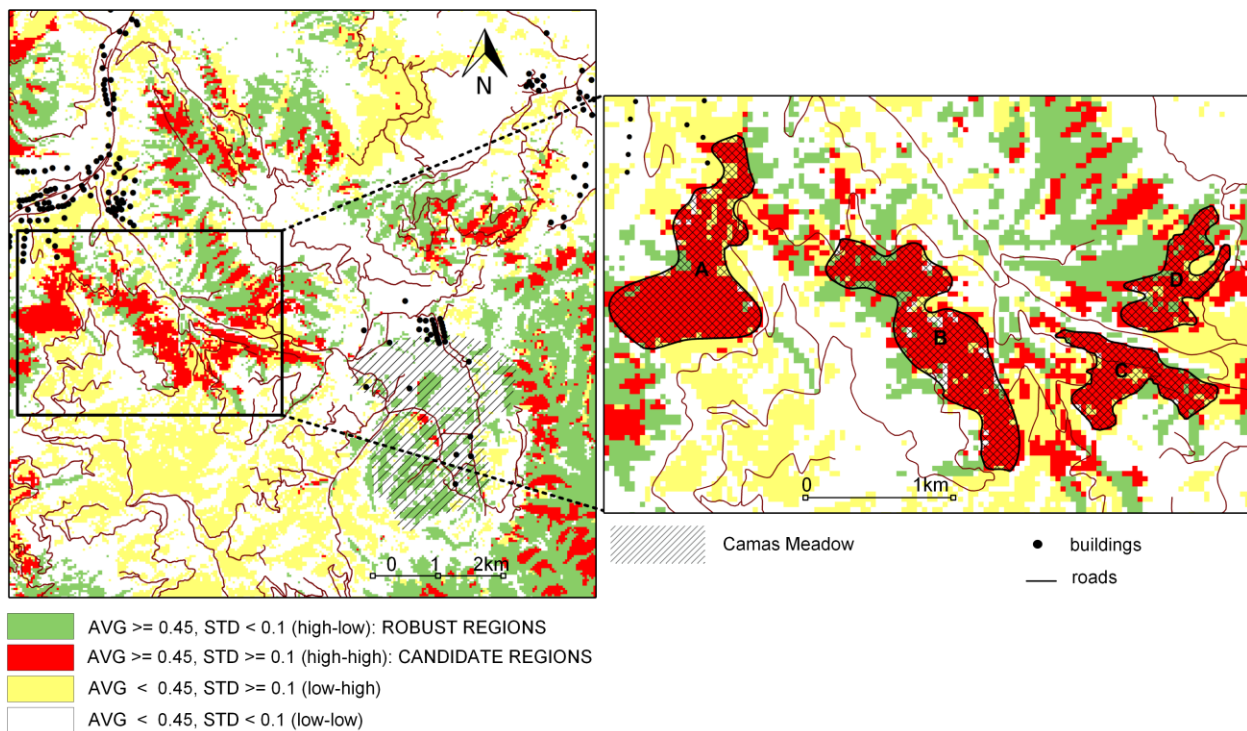 N
0 1 2km
A
B
C
D
0 1km
Camas Meadow
buildings
roads
AVG >= 0.45, STD < 0.1 (high-low): ROBUST REGIONS
AVG >= 0.45, STD >= 0.1 (high-high): CANDIDATE REGIONS
AVG < 0.45, STD >= 0.1 (low-high)
AVG < 0.45, STD < 0.1 (low-low)